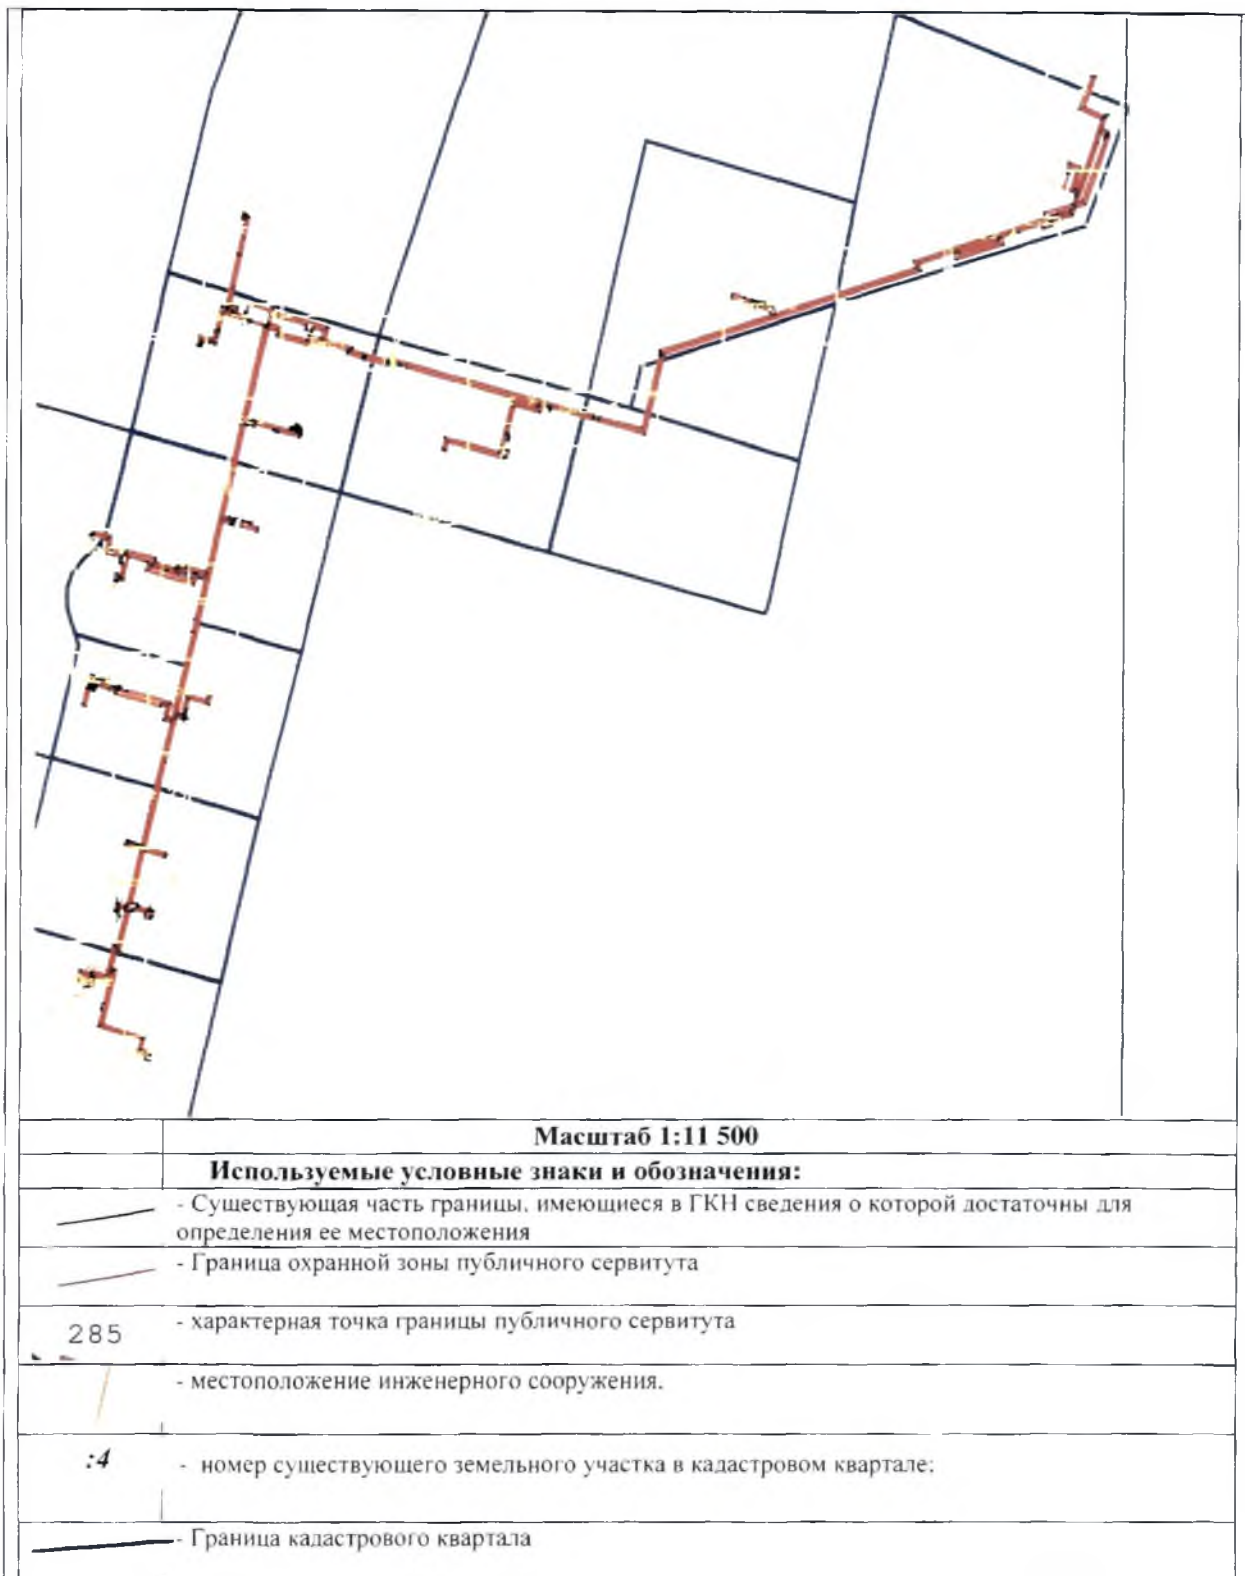 Масштаб 1:11 500
Используемые условные знаки и обозначения:
- Существующая часть границы, имеющиеся в ГКН сведения о которой достаточны для
определения ее местоположения
- Граница охранной зоны публичного сервитута
285
- характерная точка границы публичного сервитута
- местоположение инженерного сооружения.
:4
- номер существующего земельного участка в кадастровом квартале;
- Граница кадастрового квартала